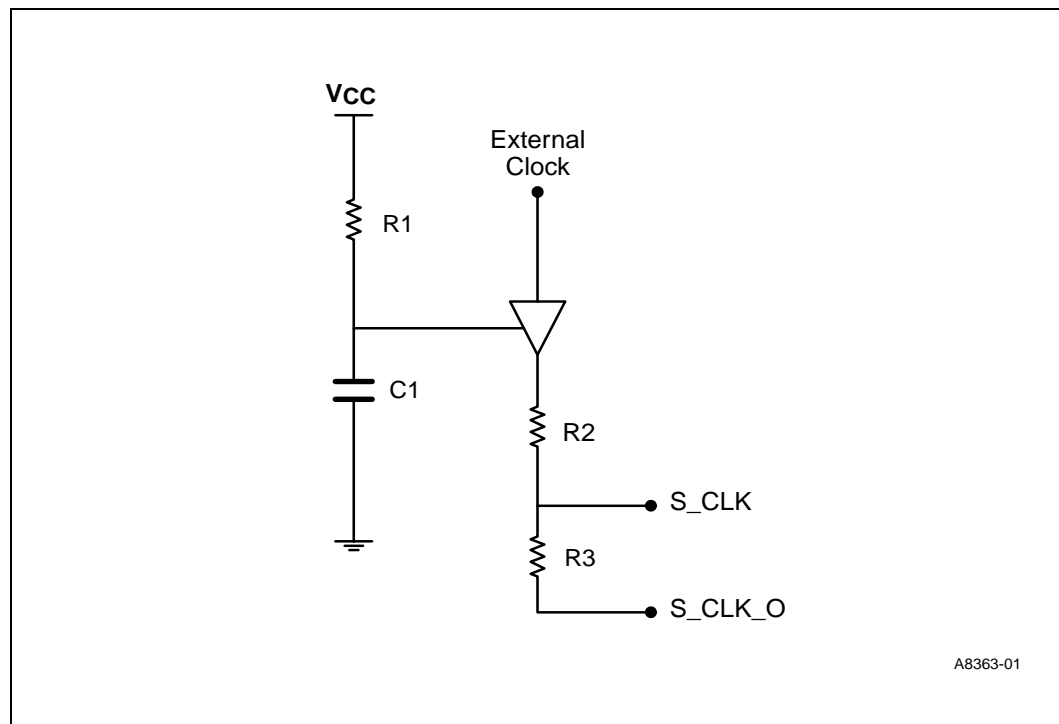 VCC
External
Clock
R1
C1
R2
S_CLK
R3
S_CLK_O
A8363-01